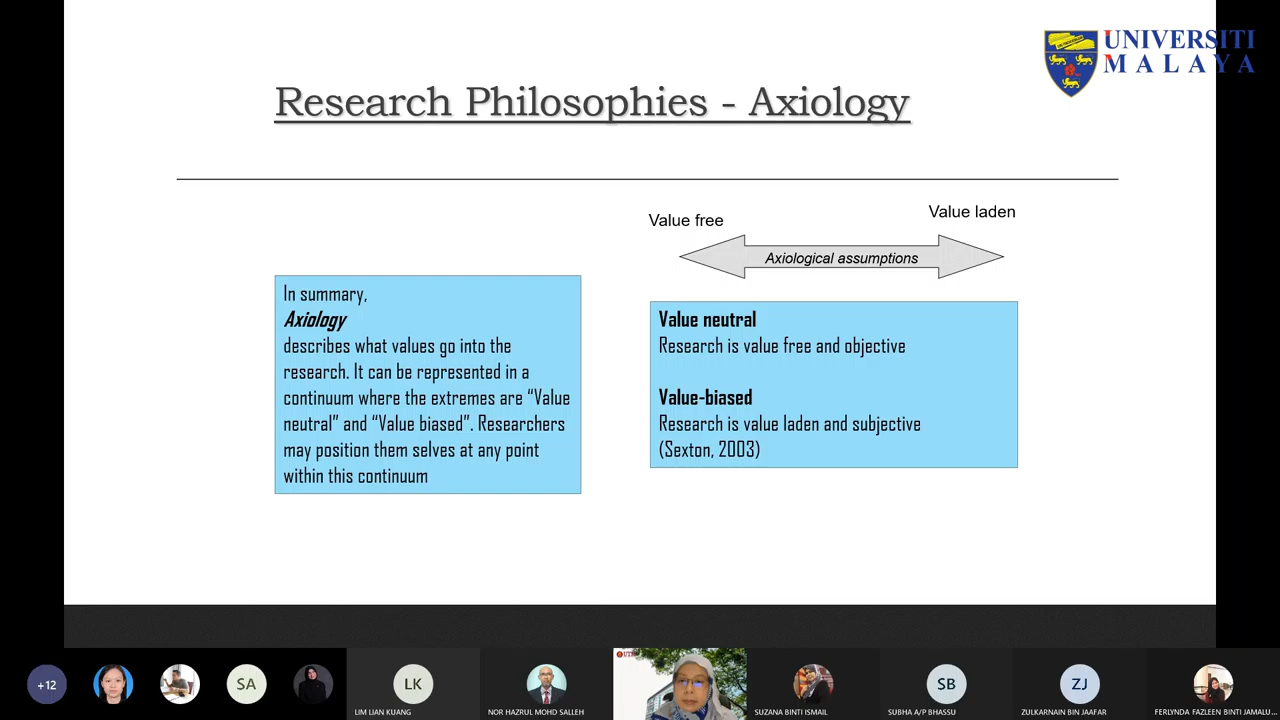 UNIVERSITI
MALAYA
Research Philosophies - Axiology
Value free
Value laden
Axiological assumptions
In summary,
Axiology
describes what values go into the
research. It can be represented in a
continuum where the extremes are “Value
neutral” and “Value biased”. Researchers
may position them selves at any point
within this continuum
Value neutral
Research is value free and objective
Value-biased
Research is value laden and subjective
(Sexton, 2003)
+12
SA
LK
LIM LIAN KUANG
NOR HAZRUL MOHD SALLEH
SUZANA BINTI ISMAIL
SB
SUBHA A/P BHASSU
ZJ
ZULKARNAIN BIN JAAFAR
FERLYNDA FAZLEEN BINTI JAMALU...